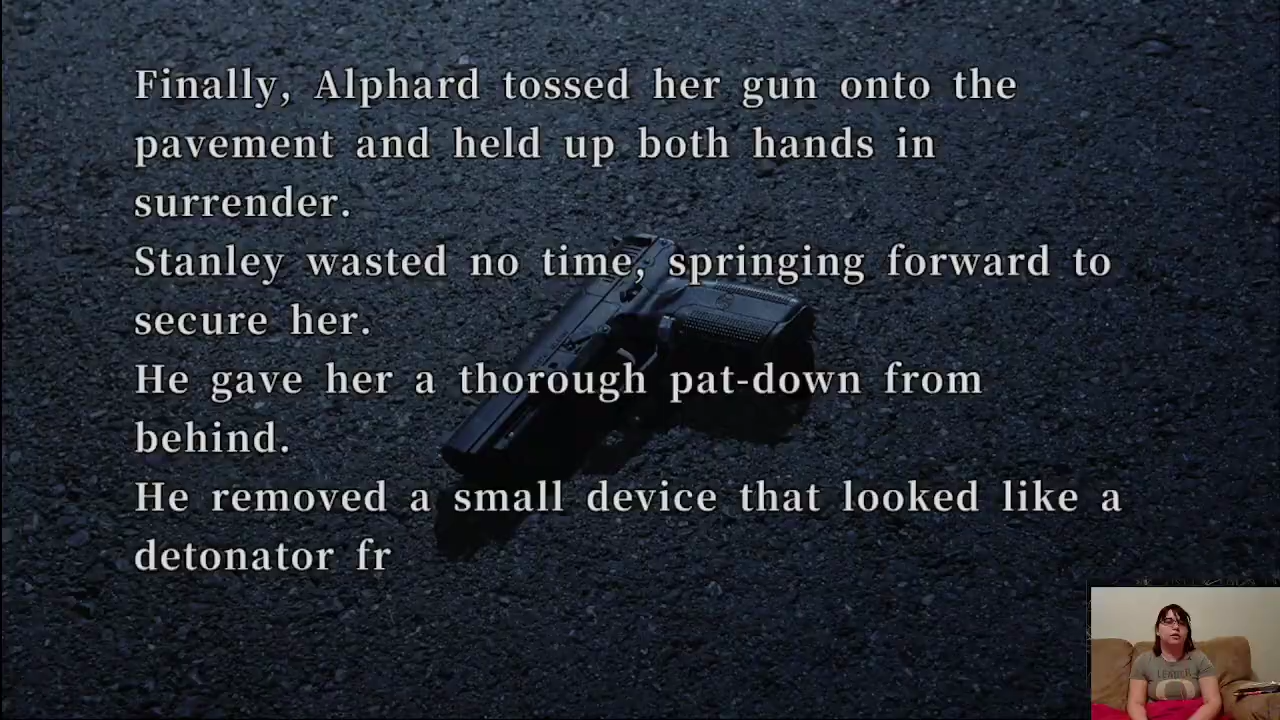 Finally, Alphard tossed her gun onto the
pavement and held up both hands in
surrender.
Stanley wasted no time, springing forward to
secure her.
He gave her a thorough pat-down from
behind.
He removed a small device that looked like a
detonator fr